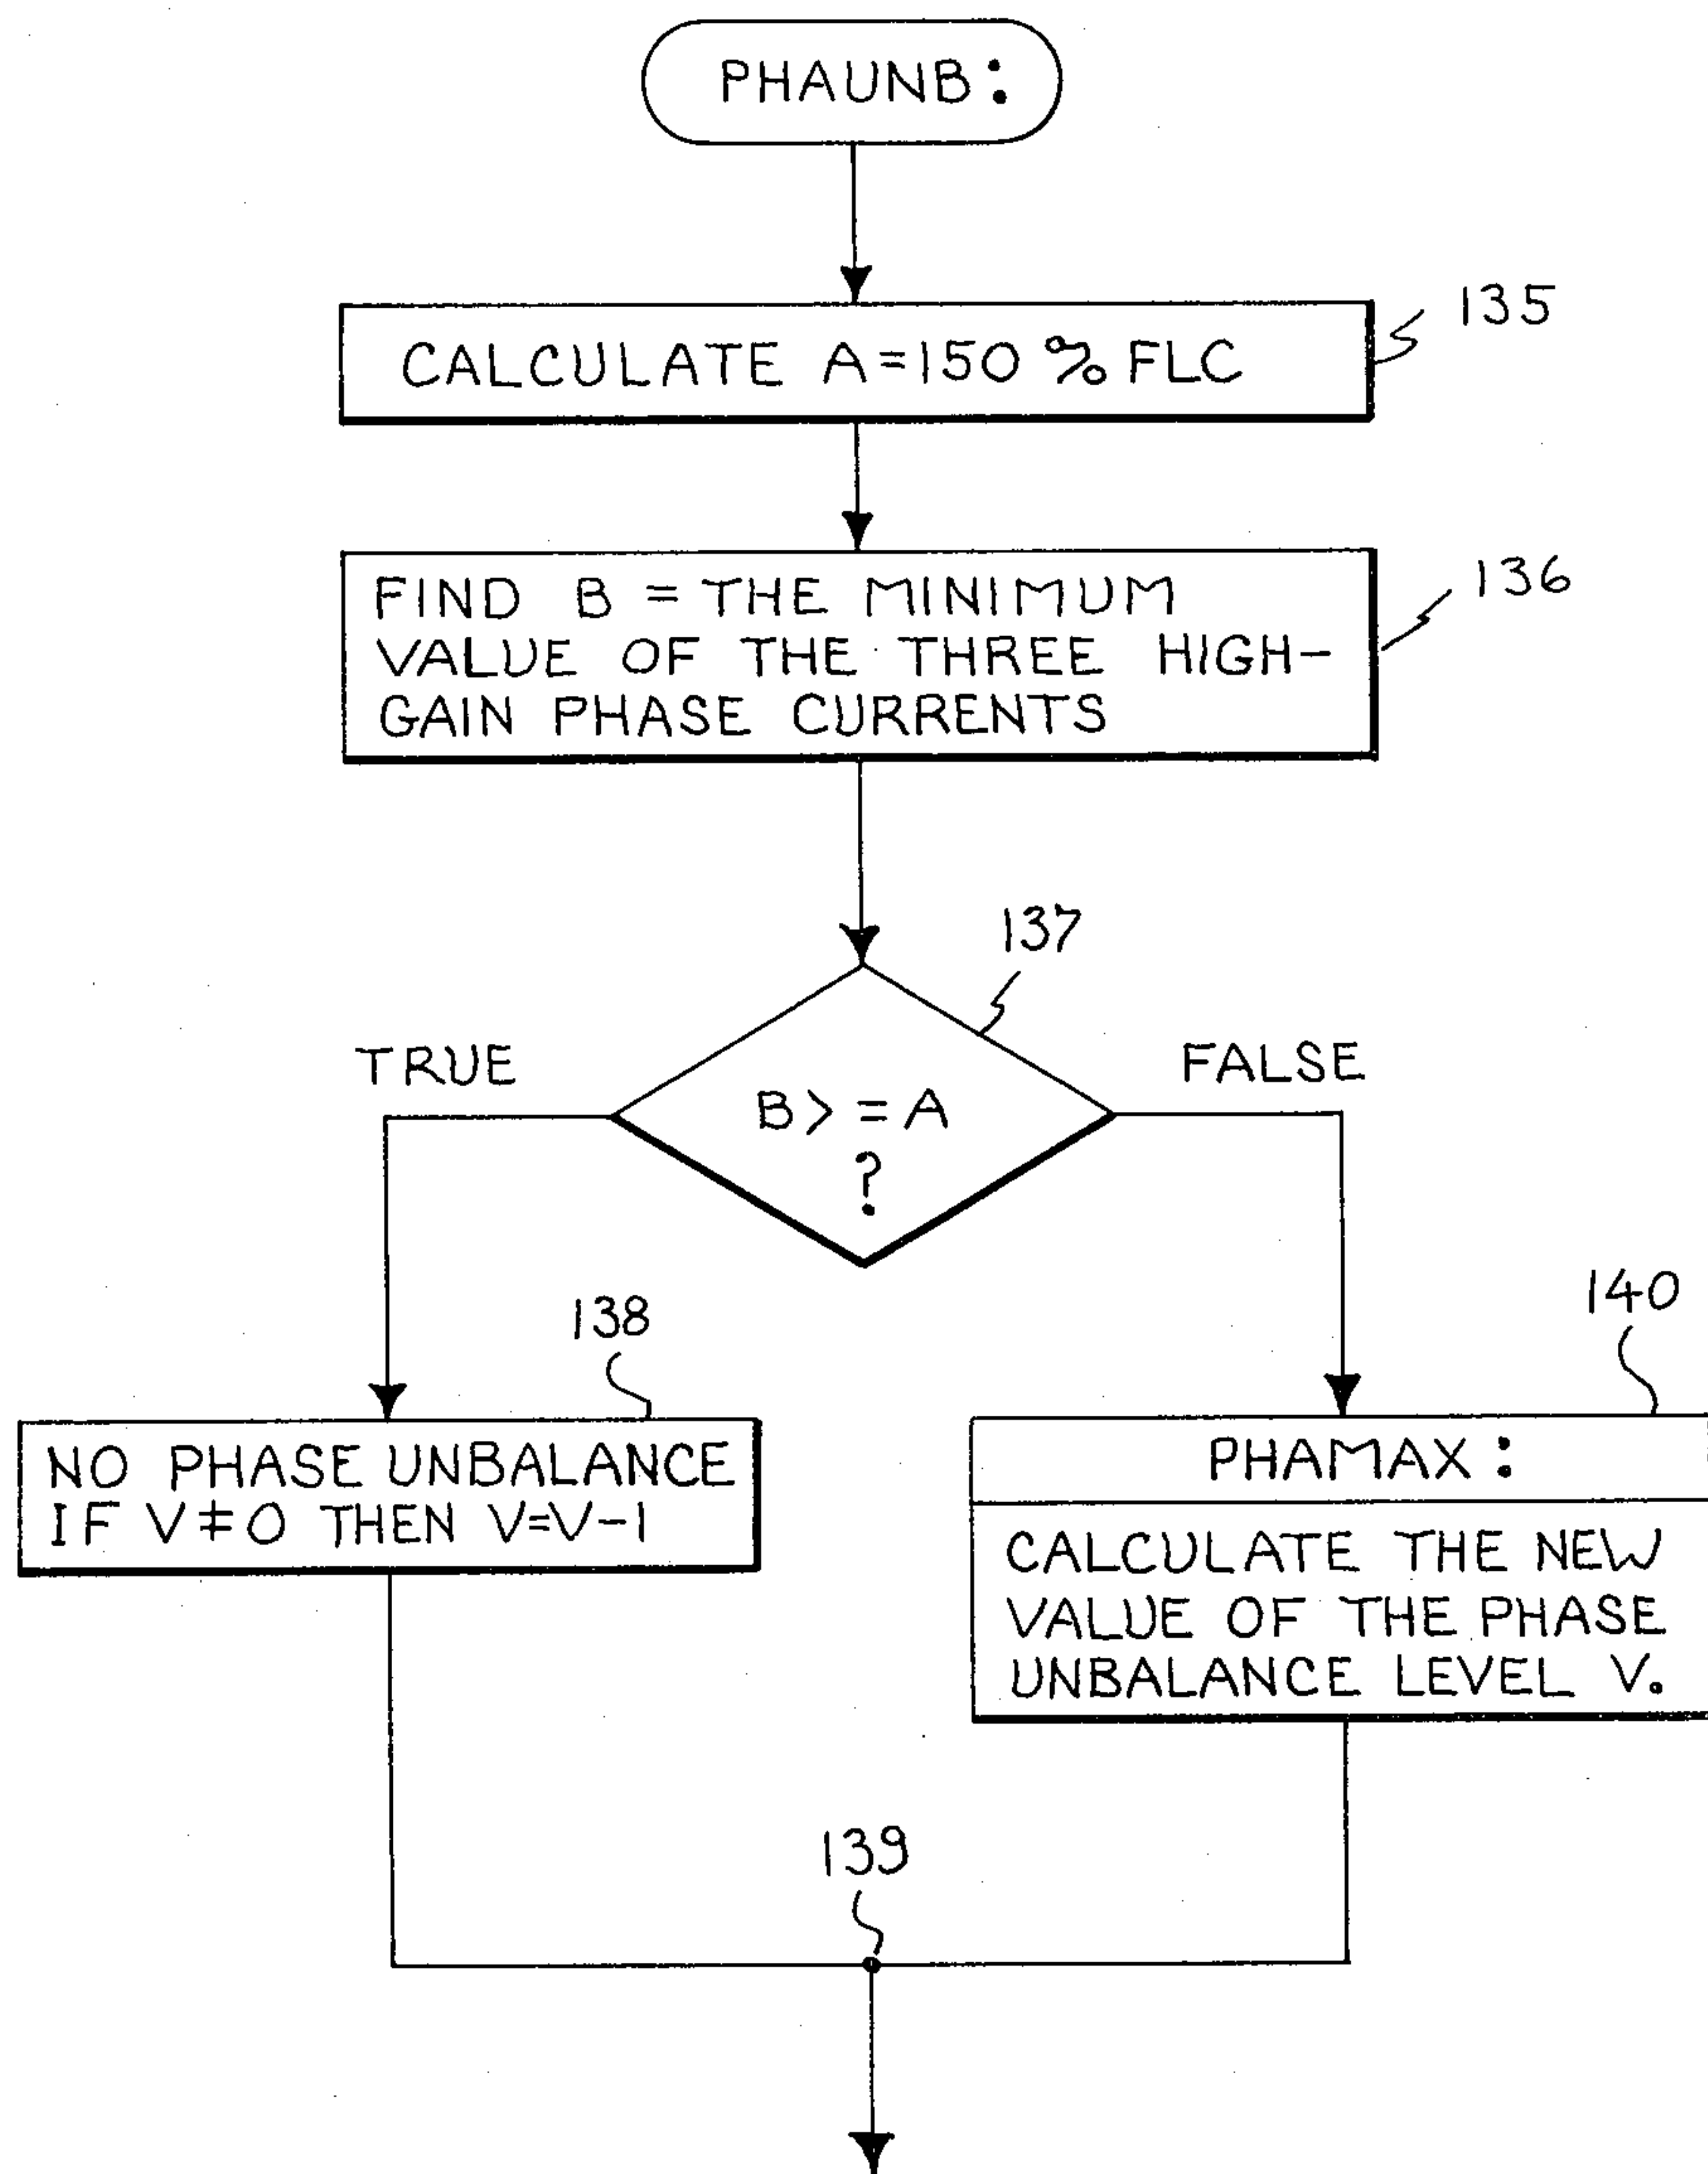 PHAUNB:
135
CALCULATE A=150 % FLC
136
FIND B = THE MINIMUM
VALUE OF THE THREE HIGH-
GAIN PHASE CURRENTS
137
TRUE
FALSE
B> = A
?
138
140
NO PHASE UNBALANCE
IF V≠0 THEN V=V-1
PHAMAX:
CALCULATE THE NEW
VALUE OF THE PHASE
UNBALANCE LEVEL V.
139